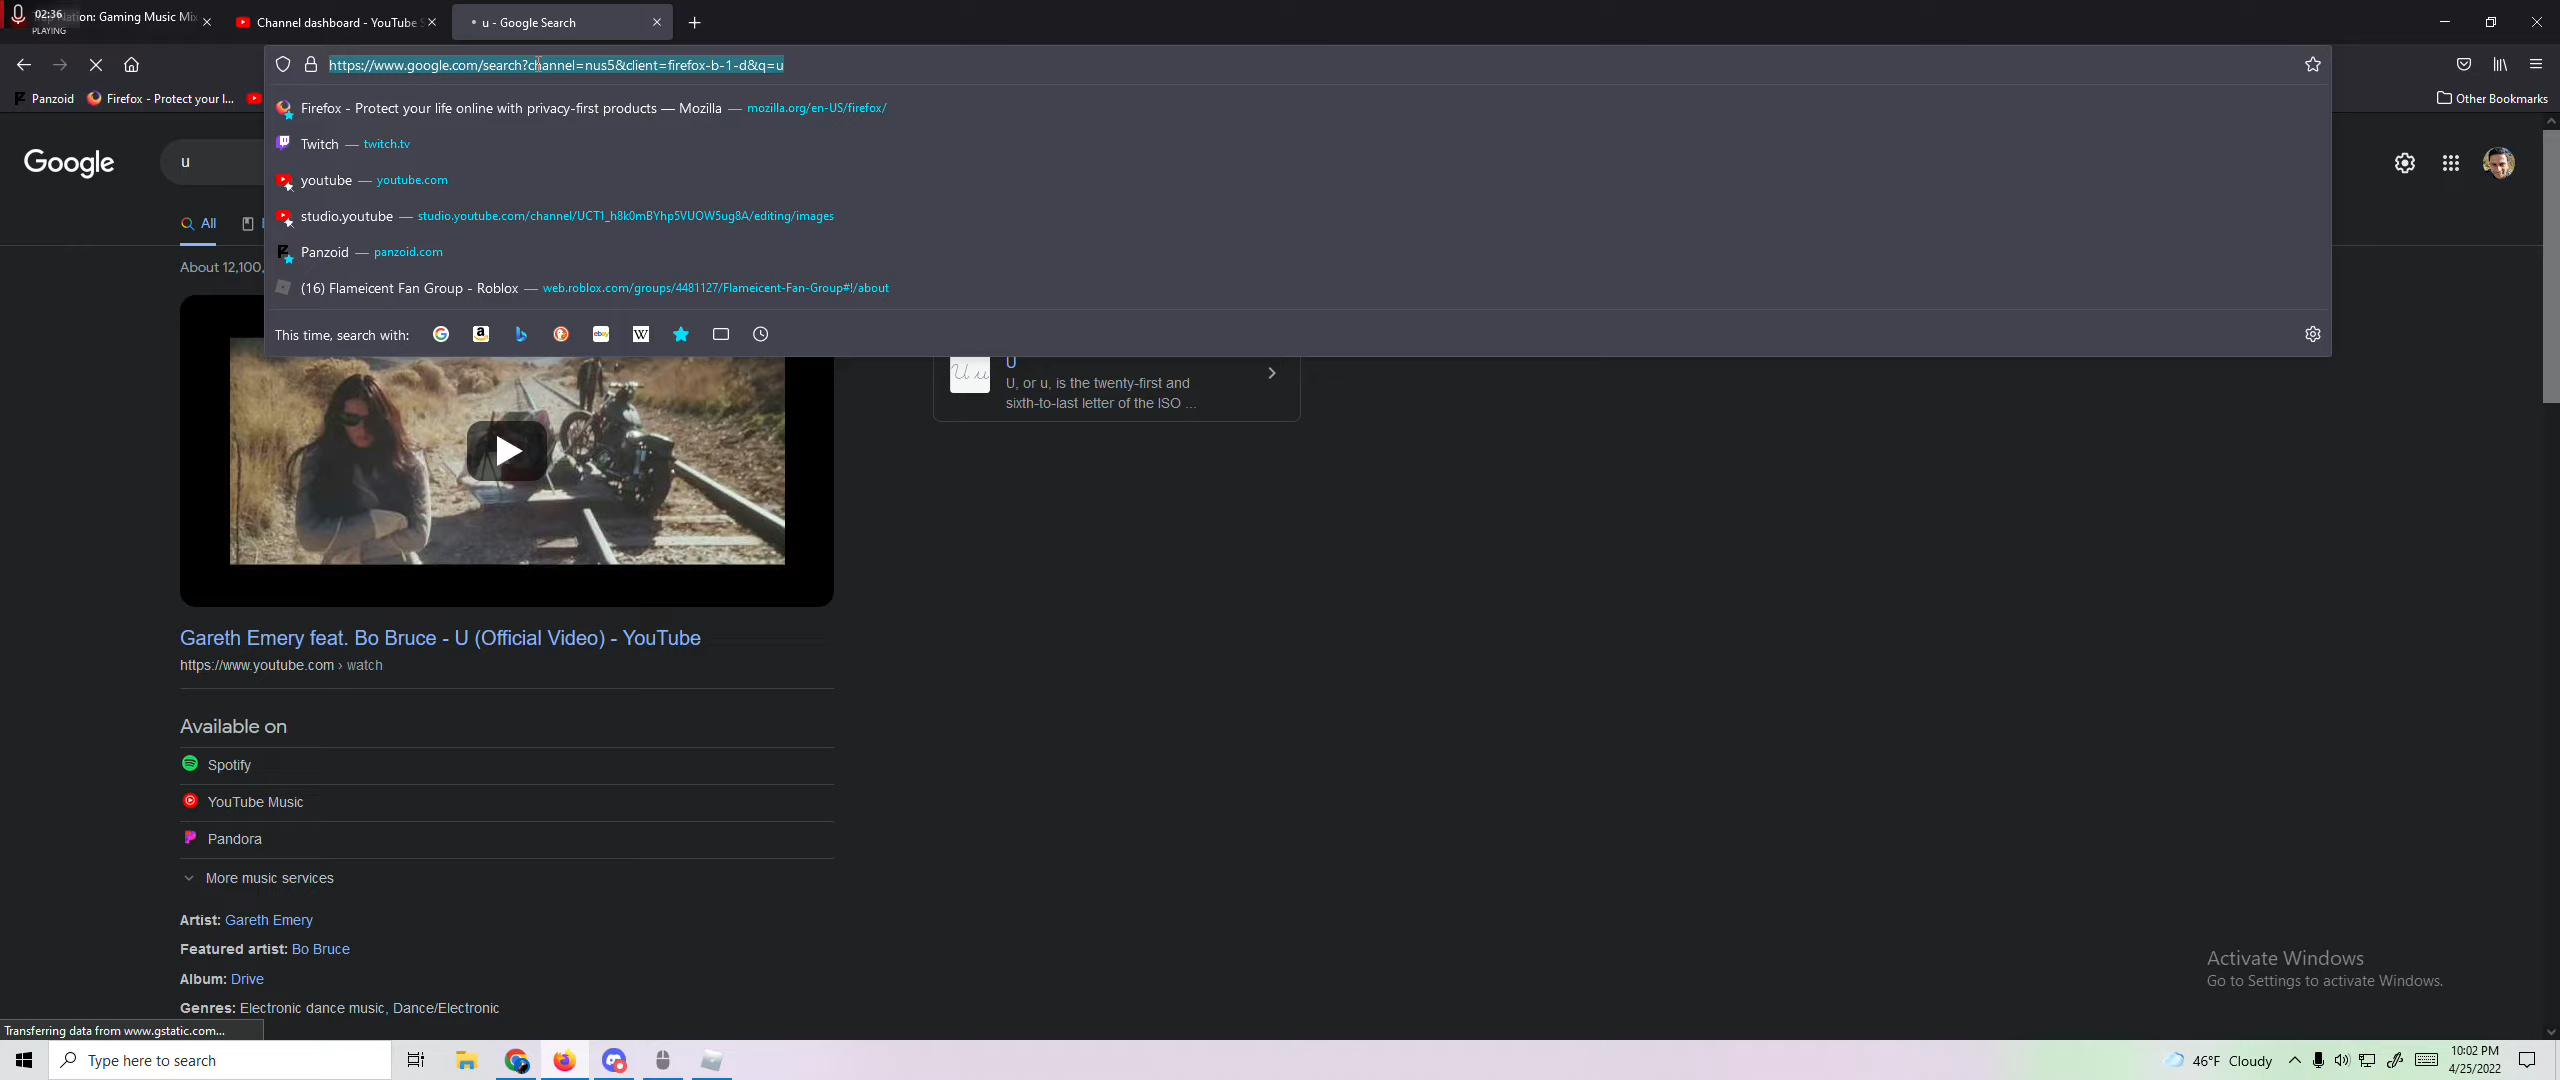 02:36
on: Gaming Music Mix
PLAYING
Channel dashboard - YouTube S
u - Google Search
https://www.google.com/search?channel=nus5&client=firefox-b-1-d&q=u
Panzoid
Firefox - Protect your l...
Other Bookmarks
Firefox - Protect your life online with privacy-first products — Mozilla — mozilla.org/en-US/firefox/
Twitch — twitch.tv
youtube — youtube.com
studio.youtube — studio.youtube.com/channel/UCT1_h8k0mBYhp5VUOW5ug8A/editing/images
Panzoid — panzoid.com
(16) Flameicent Fan Group - Roblox — web.roblox.com/groups/4481127/Flameicent-Fan-Group#!/about
This time, search with:
Google
u
All
About 12,100,
U
U, or u, is the twenty-first and
sixth-to-last letter of the ISO ...
Gareth Emery feat. Bo Bruce - U (Official Video) - YouTube
https://www.youtube.com › watch
Available on
Spotify
YouTube Music
Pandora
More music services
Artist: Gareth Emery
Featured artist: Bo Bruce
Album: Drive
Genres: Electronic dance music, Dance/Electronic
Activate Windows
Go to Settings to activate Windows.
Transferring data from www.gstatic.com...
Type here to search
46°F Cloudy
10:02 PM
4/25/2022